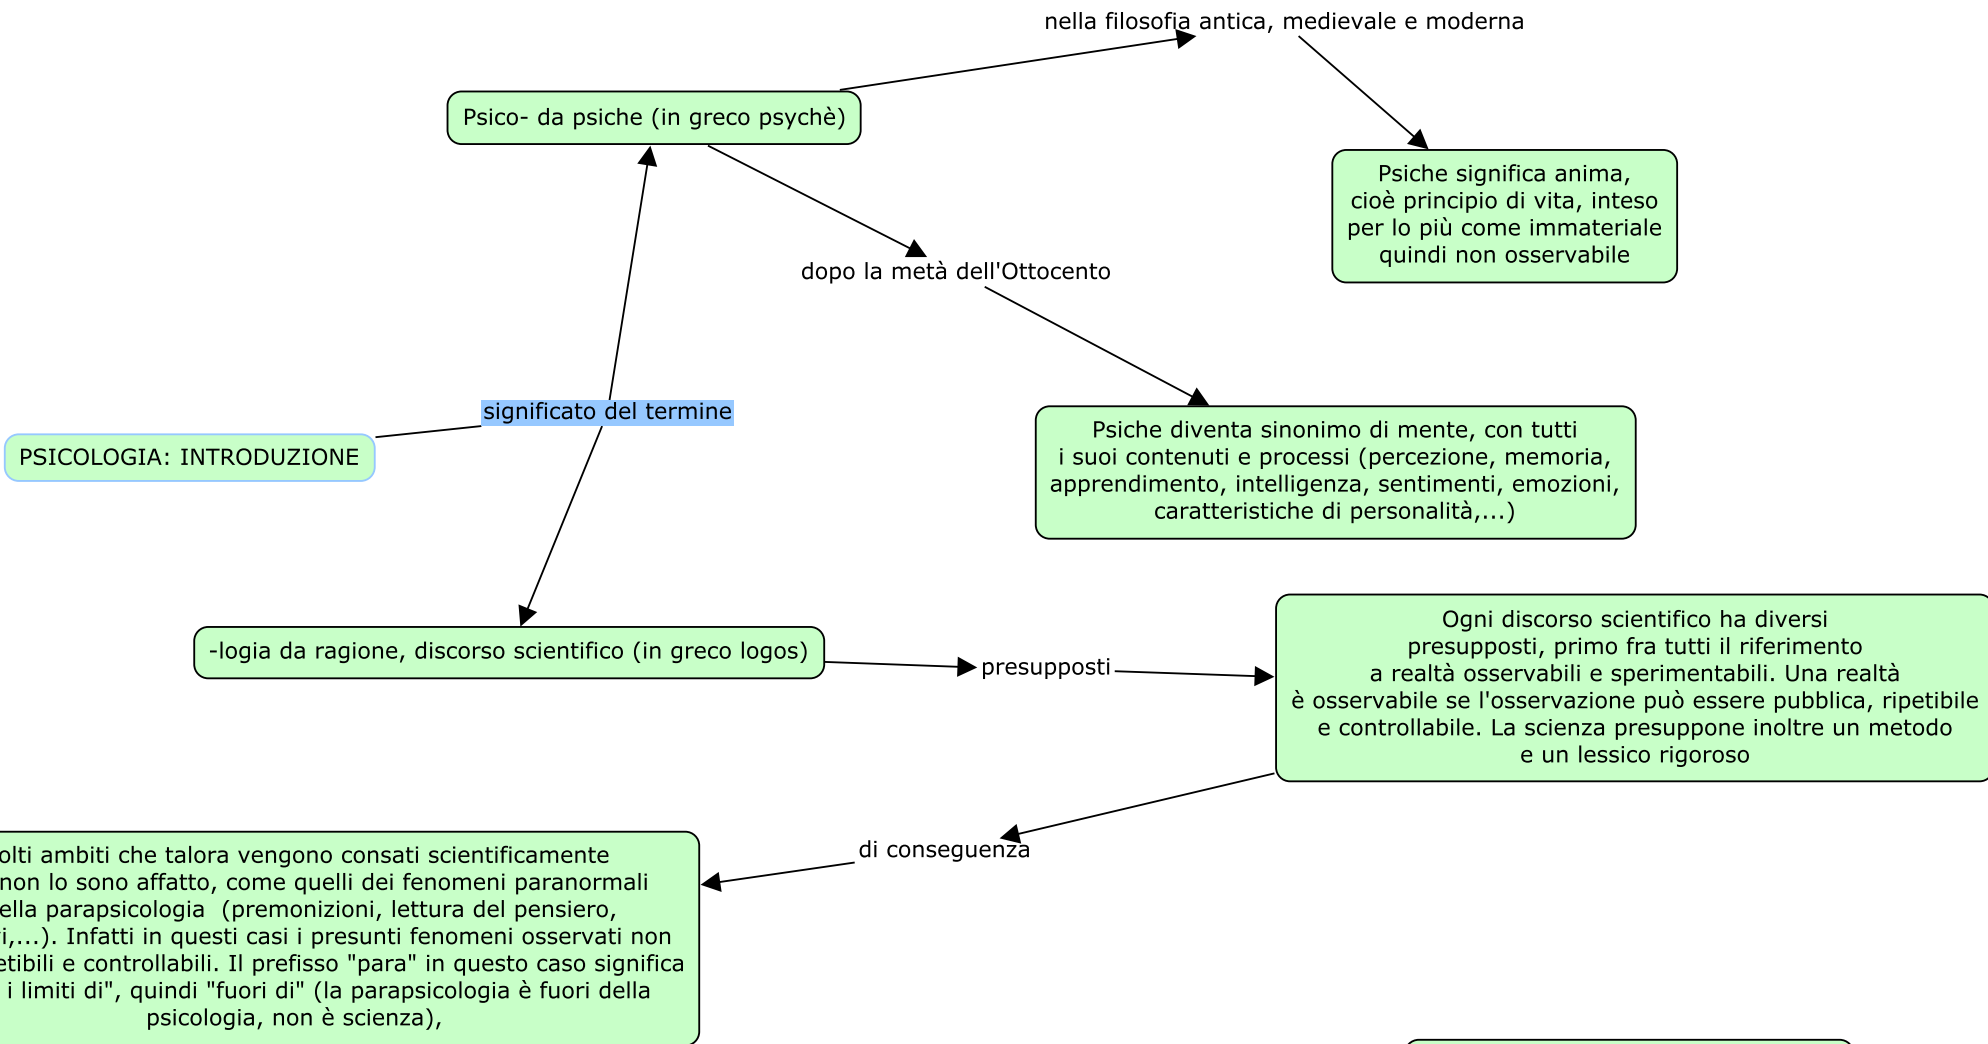 nella filosofia antica, medievale e moderna
Psico- da psiche (in greco psychè)
Psiche significa anima,
cioè principio di vita, inteso
per lo più come immateriale
quindi non osservabile
dopo la metà dell'Ottocento
significato del termine
PSICOLOGIA: INTRODUZIONE
Psiche diventa sinonimo di mente, con tutti
i suoi contenuti e processi (percezione, memoria,
apprendimento, intelligenza, sentimenti, emozioni,
caratteristiche di personalità,...)
-logia da ragione, discorso scientifico (in greco logos)
presupposti
Ogni discorso scientifico ha diversi
presupposti, primo fra tutti il riferimento
a realtà osservabili e sperimentabili. Una realtà
è osservabile se l'osservazione può essere pubblica, ripetibile
e controllabile. La scienza presuppone inoltre un metodo
e un lessico rigoroso
di conseguenza
ambiti che talora vengono consati scientificamente
non lo sono affatto, come quelli dei fenomeni paranormali
parapsicologia (premonizioni, lettura del pensiero,
Infatti in questi casi i presunti fenomeni osservati non
e controllabili. Il prefisso "para" in questo caso significa
i limiti di", quindi "fuori di" (la parapsicologia è fuori della
psicologia, non è scienza),